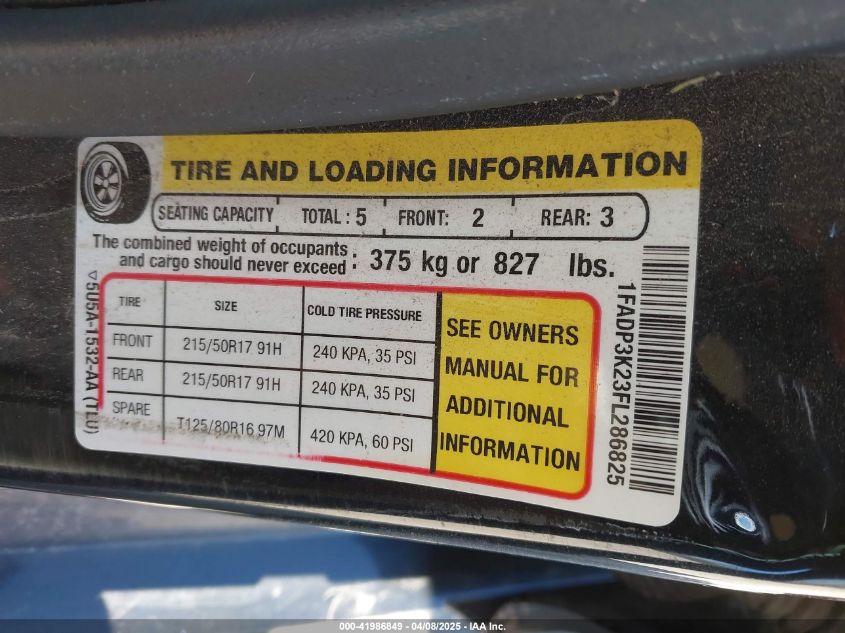 TIRE AND LOADING INFORMATION
SEATING CAPACITY TOTAL : 5 FRONT: 2 REAR: 3
The combined weight of occupants
and cargo should never exceed : 375 kg or 827 lbs.
TIRE SIZE COLD TIRE PRESSURE
FRONT 215/50R17 91H 240 KPA, 35 PSI
REAR 215/50R17 91H 240 KPA, 35 PSI
SPARE T125/80R16 97M 420 KPA, 60 PSI
SEE OWNERS
MANUAL FOR
ADDITIONAL
INFORMATION
5U5A-1532-AA (TLU)
1FADP3K23FL286825
000-41986849 - 04/08/2025 - IAA, Inc.